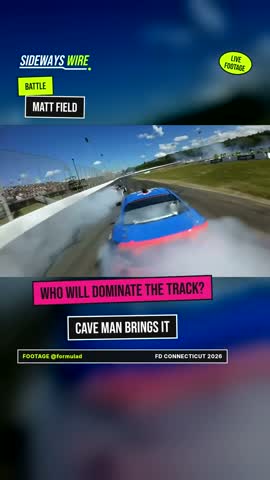 SIDEWAYS WIRE.
LIVE
FOOTAGE
BATTLE
MATT FIELD
WHO WILL DOMINATE THE TRACK?
CAVE MAN BRINGS IT
FOOTAGE @formulad
FD CONNECTICUT 2026